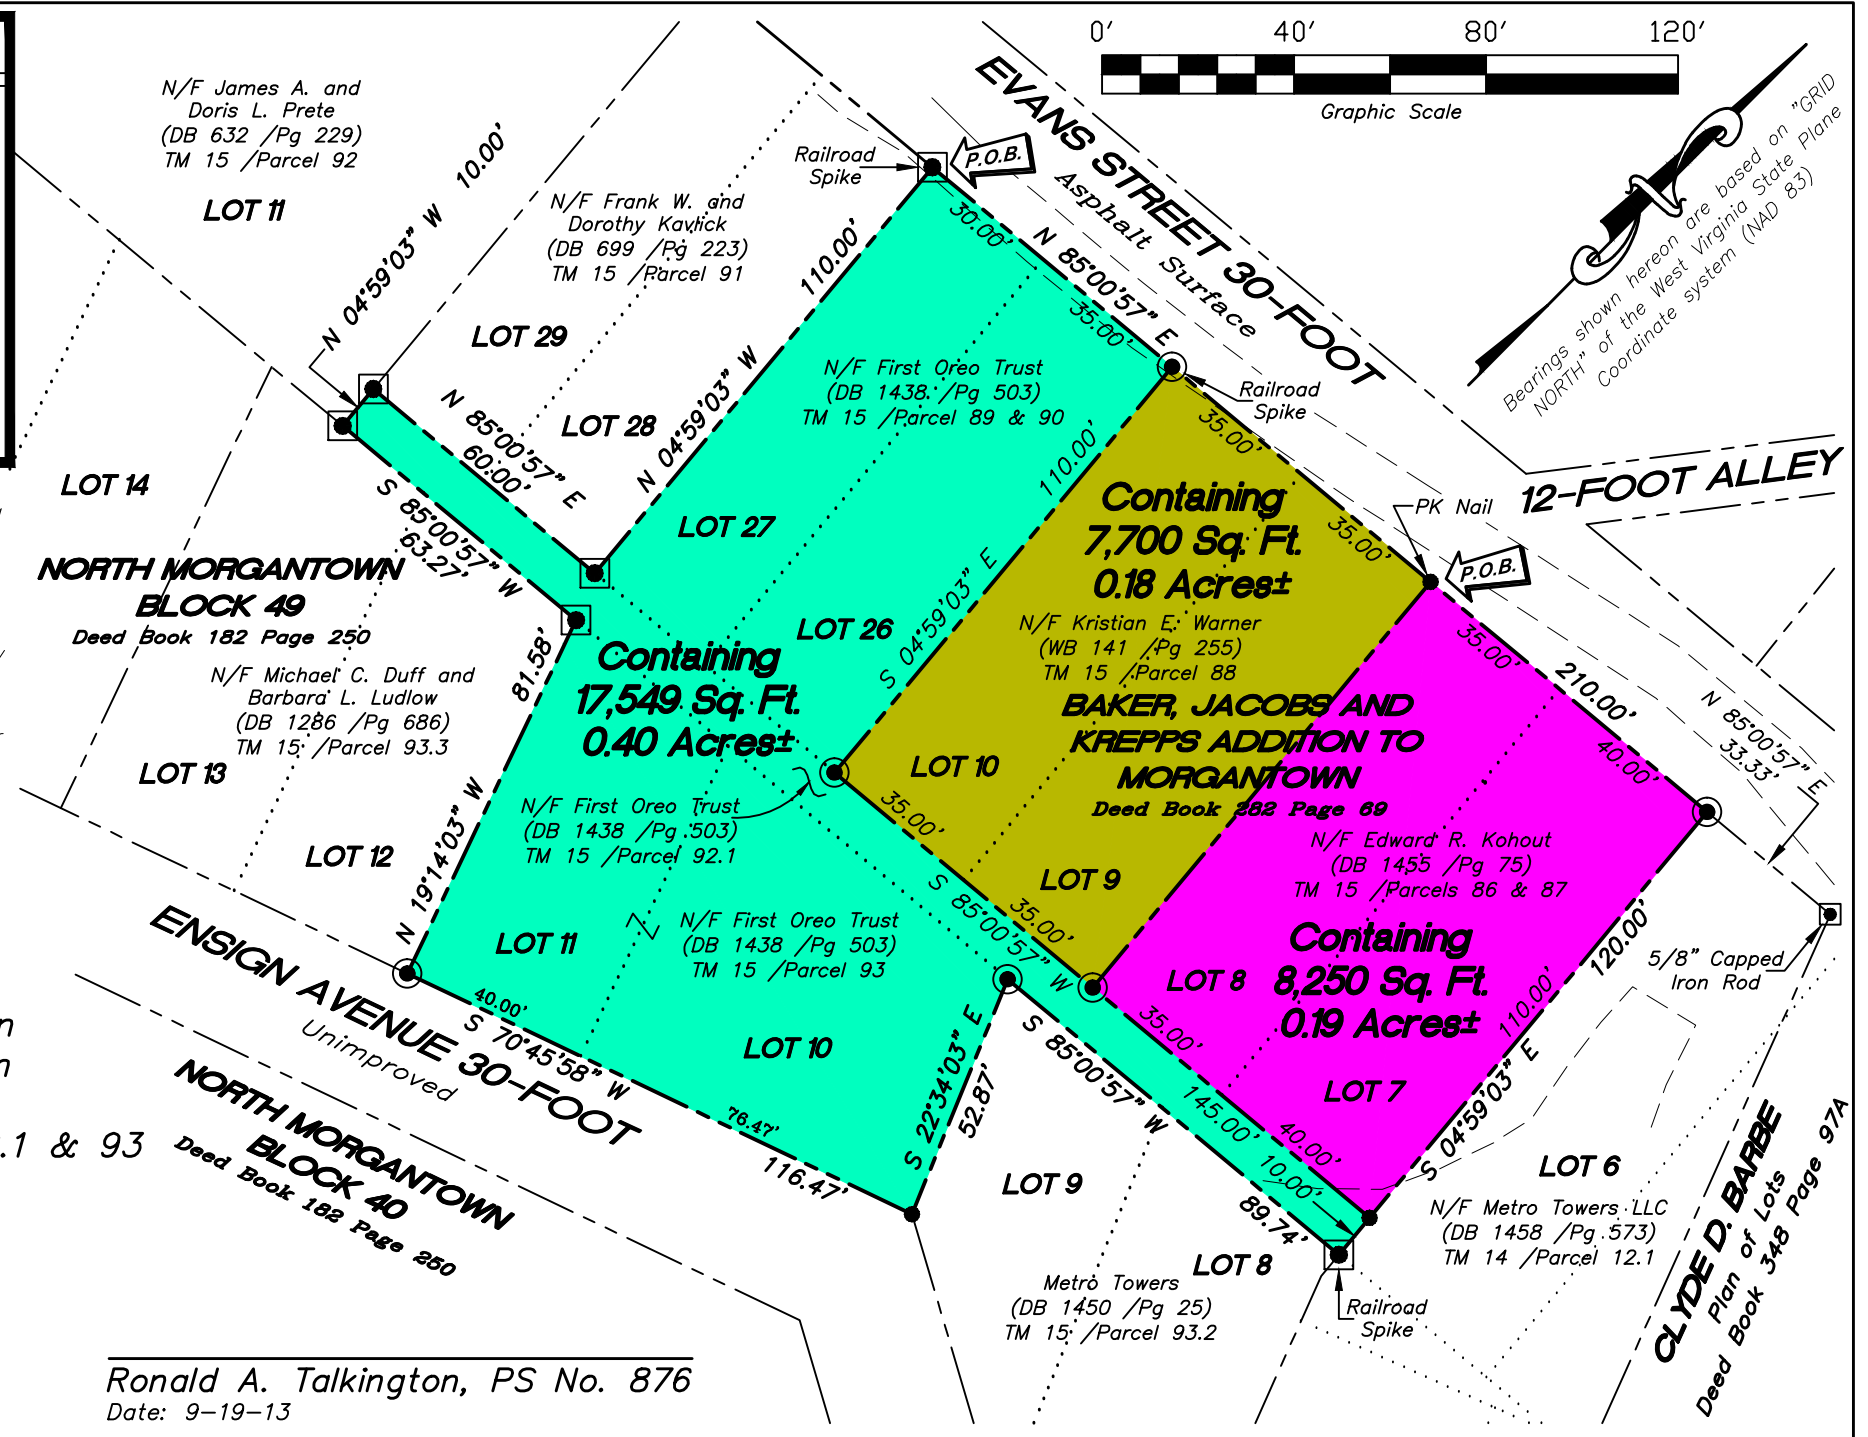 0' 40' 80' 120'
Graphic Scale
N/F James A. and
Doris L. Prete
(DB 632 /Pg 229)
TM 15 /Parcel 92
LOT 11
N 04°59'03" W 10.00'
N/F Frank W. and
Dorothy Kavlick
(DB 699 /Pg 223)
TM 15 /Parcel 91
LOT 29
LOT 28
Railroad
Spike
P.O.B.
EVANS STREET 30-FOOT
Asphalt Surface
"GRID
Bearings shown hereon are based on
NORTH" of the West Virginia State Plane
Coordinate system (NAD 83)
30.00'
N 85°00'57" E
35.00'
110.00'
N 04°59'03" W
N/F First Oreo Trust
(DB 1438 /Pg 503)
TM 15 /Parcel 89 & 90
Railroad
Spike
35.00'
35.00'
PK Nail
12-FOOT ALLEY
P.O.B.
N 85°00'57" E
60.00'
S 85°00'57" W
63.27'
LOT 14
LOT 27
LOT 26
110.00'
S 04°59'03" E
Containing
7,700 Sq. Ft.
0.18 Acres±
N/F Kristian E. Warner
(WB 141 /Pg 255)
TM 15 /Parcel 88
NORTH MORGANTOWN
BLOCK 49
Deed Book 182 Page 250
N/F Michael C. Duff and
Barbara L. Ludlow
(DB 1286 /Pg 686)
TM 15 /Parcel 93.3
LOT 13
LOT 12
81.58'
N 19°14'03" W
Containing
17,549 Sq. Ft.
0.40 Acres±
BAKER, JACOBS AND
KREPPS ADDITION TO
MORGANTOWN
Deed Book 282 Page 69
35.00'
210.00'
40.00'
N 85°00'57" E
33.33'
LOT 10
LOT 9
35.00'
35.00'
S 85°00'57" W
N/F First Oreo Trust
(DB 1438 /Pg 503)
TM 15 /Parcel 92.1
N/F Edward R. Kohout
(DB 1455 /Pg 75)
TM 15 /Parcels 86 & 87
Containing
8,250 Sq. Ft.
0.19 Acres±
LOT 8
LOT 7
120.00'
110.00'
S 04°59'03" E
5/8" Capped
Iron Rod
N/F First Oreo Trust
(DB 1438 /Pg 503)
TM 15 /Parcel 93
Z
LOT 11
LOT 10
ENSIGN AVENUE 30-FOOT
Unimproved
40.00'
S 70°45'58" W
76.47'
116.47'
S 22°34'03" E
52.87'
S 85°00'57" W
89.74'
35.00'
145.00'
40.00'
10.00'
NORTH MORGANTOWN
BLOCK 40
Deed Book 182 Page 250
n
n
.1 & 93
LOT 9
LOT 8
Metro Towers
(DB 1450 /Pg 25)
TM 15 /Parcel 93.2
Railroad
Spike
LOT 6
N/F Metro Towers LLC
(DB 1458 /Pg 573)
TM 14 /Parcel 12.1
CLYDE D. BARBE
Plan of Lots
Deed Book 348 Page 97A
Ronald A. Talkington, PS No. 876
Date: 9-19-13